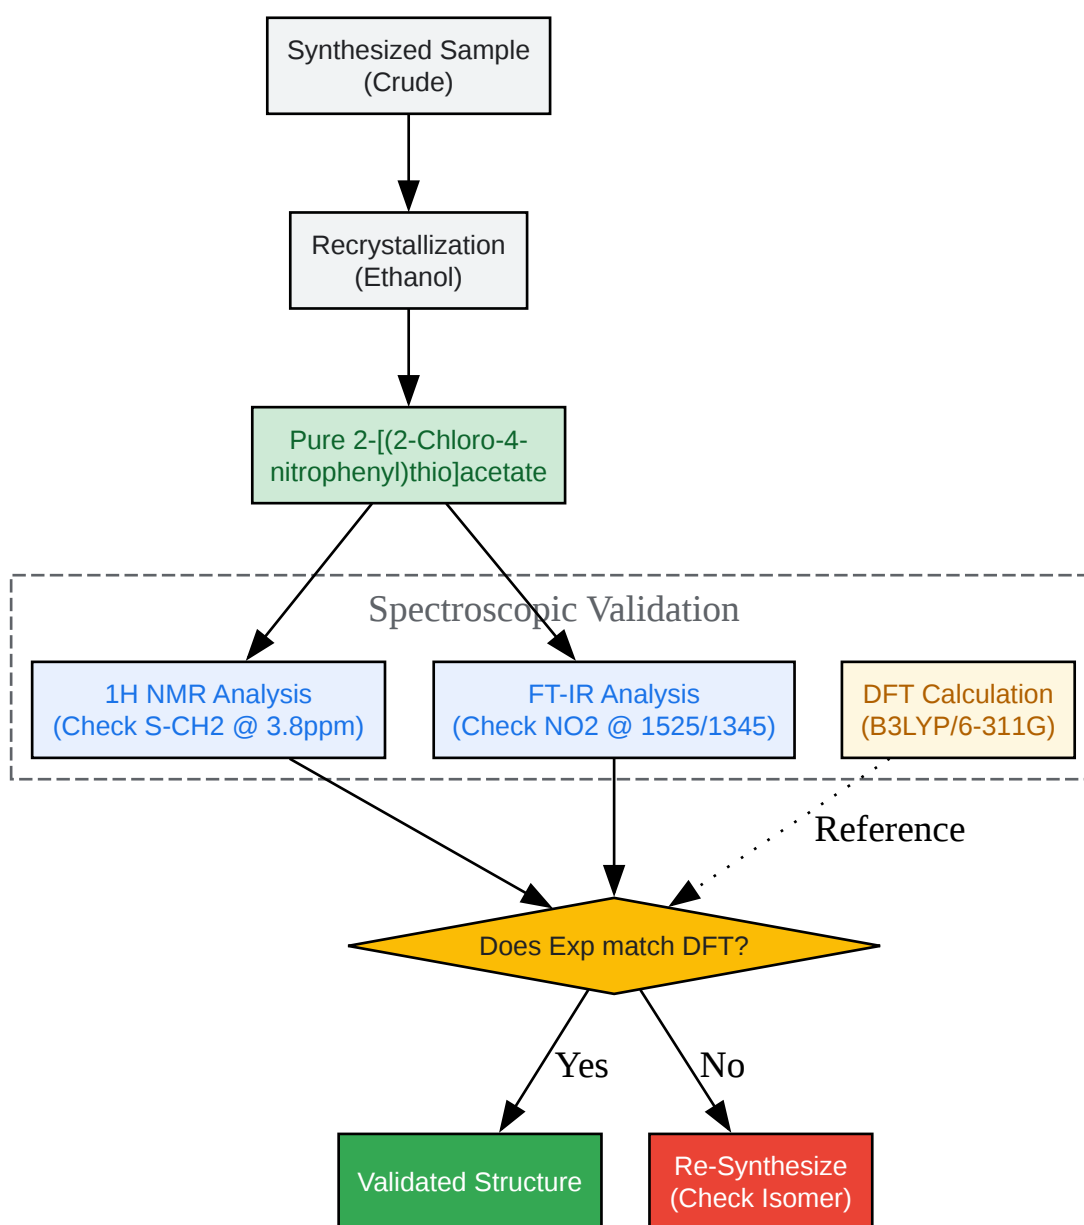 Synthesized Sample
(Crude)
Recrystallization
(Ethanol)
Pure 2-[(2-Chloro-4-
nitrophenyl)thio]acetate
Spectroscopic Validation
1H NMR Analysis
(Check S-CH2 @ 3.8ppm)
FT-IR Analysis
(Check NO2 @ 1525/1345)
DFT Calculation
(B3LYP/6-311G)
Reference
Does Exp match DFT?
Yes
No
Validated Structure
Re-Synthesize
(Check Isomer)